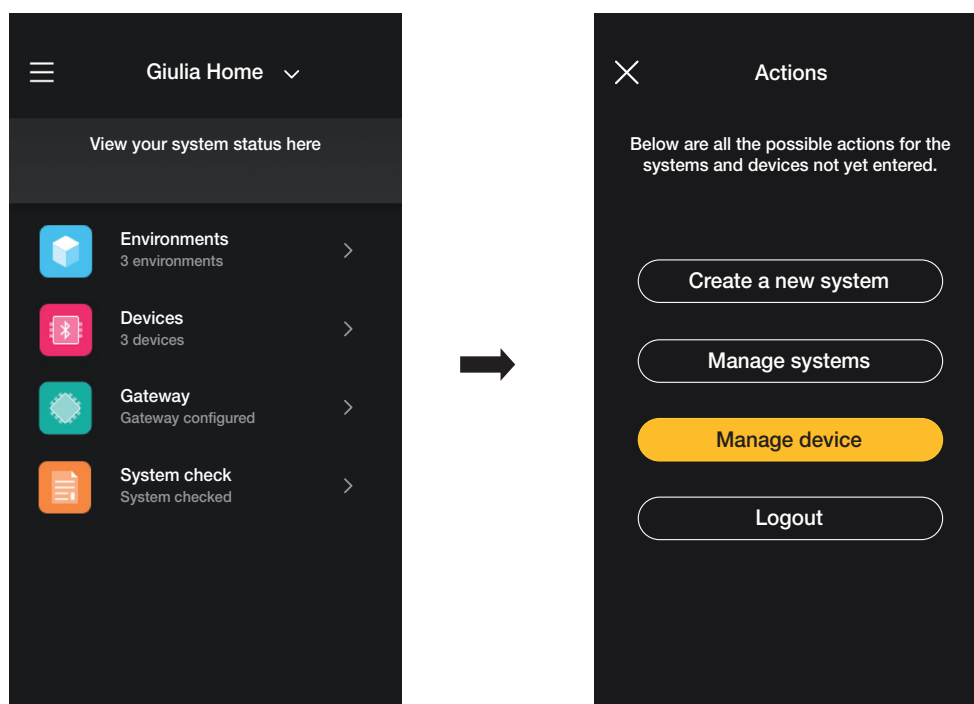 Giulia Home
View your system status here
Environments
3 environments
Devices
3 devices
Gateway
Gateway configured
System check
System checked
Actions
Below are all the possible actions for the
systems and devices not yet entered.
Create a new system
Manage systems
Manage device
Logout